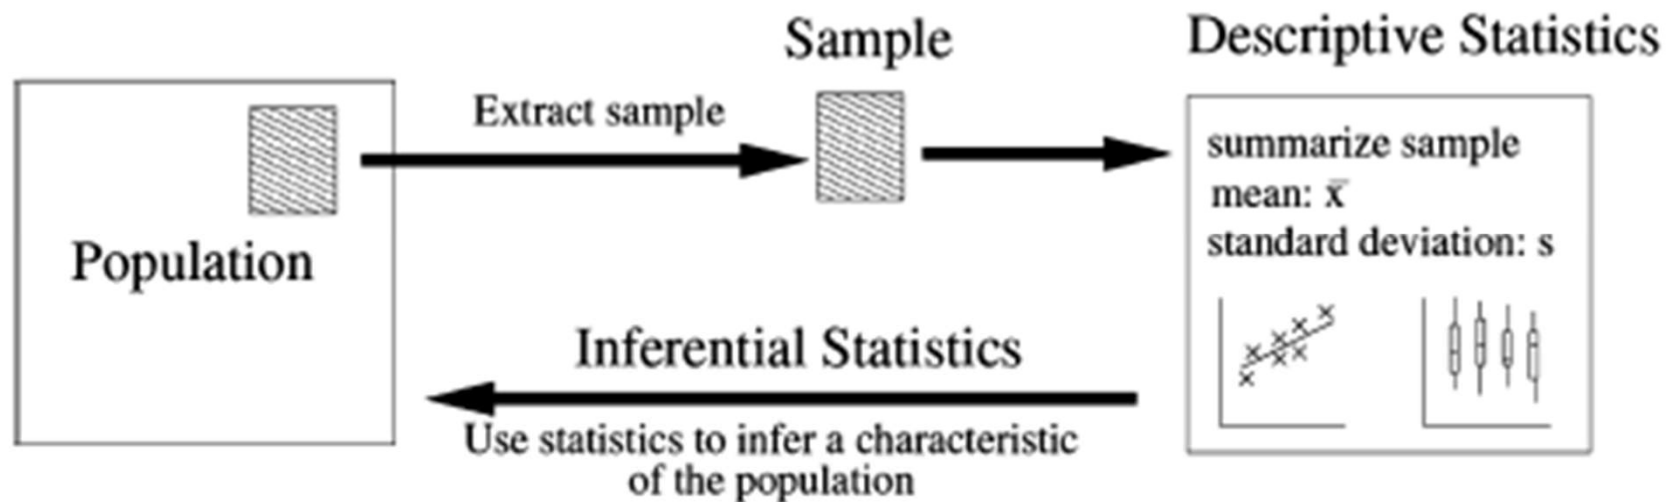 Sample
Descriptive Statistics
Extract sample
Population
summarize sample
mean: x̄
standard deviation: s
Inferential Statistics
Use statistics to infer a characteristic
of the population